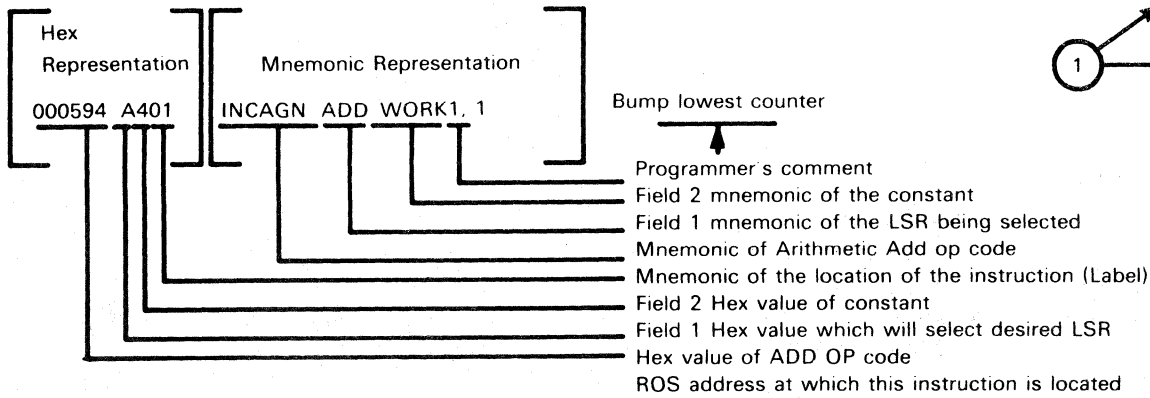 Hex
Representation
Mnemonic Representation
1
000594 A401 INCAGN ADD WORK1, 1
Bump lowest counter
Programmer's comment
Field 2 mnemonic of the constant
Field 1 mnemonic of the LSR being selected
Mnemonic of Arithmetic Add op code
Mnemonic of the location of the instruction (Label)
Field 2 Hex value of constant
Field 1 Hex value which will select desired LSR
Hex value of ADD OP code
ROS address at which this instruction is located